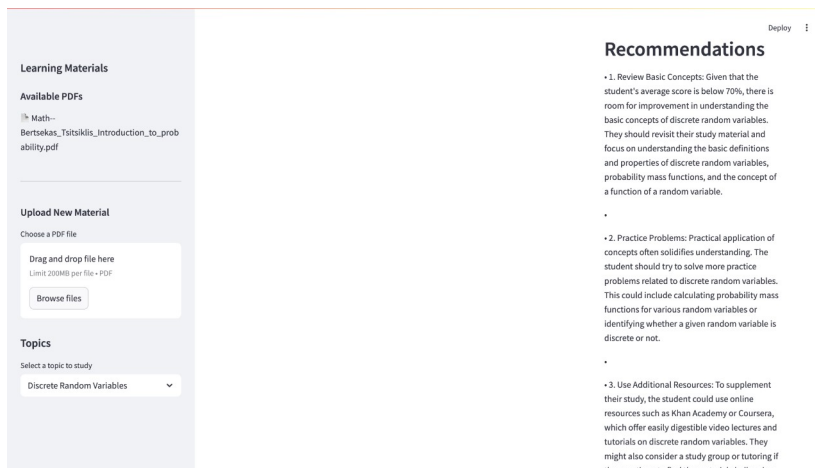 Deploy
Learning Materials
Available PDFs
Math--
Bertsekas_Tsitsiklis_Introduction_to_prob
ability.pdf
Upload New Material
Choose a PDF file
Drag and drop file here
Limit 200MB per file • PDF
Browse files
Topics
Select a topic to study
Discrete Random Variables
Recommendations
• 1. Review Basic Concepts: Given that the
student's average score is below 70%, there is
room for improvement in understanding the
basic concepts of discrete random variables.
They should revisit their study material and
focus on understanding the basic definitions
and properties of discrete random variables,
probability mass functions, and the concept of
a function of a random variable.
•
• 2. Practice Problems: Practical application of
concepts often solidifies understanding. The
student should try to solve more practice
problems related to discrete random variables.
This could include calculating probability mass
functions for various random variables or
identifying whether a given random variable is
discrete or not.
•
• 3. Use Additional Resources: To supplement
their study, the student could use online
resources such as Khan Academy or Coursera,
which offer easily digestible video lectures and
tutorials on discrete random variables. They
might also consider a study group or tutoring if